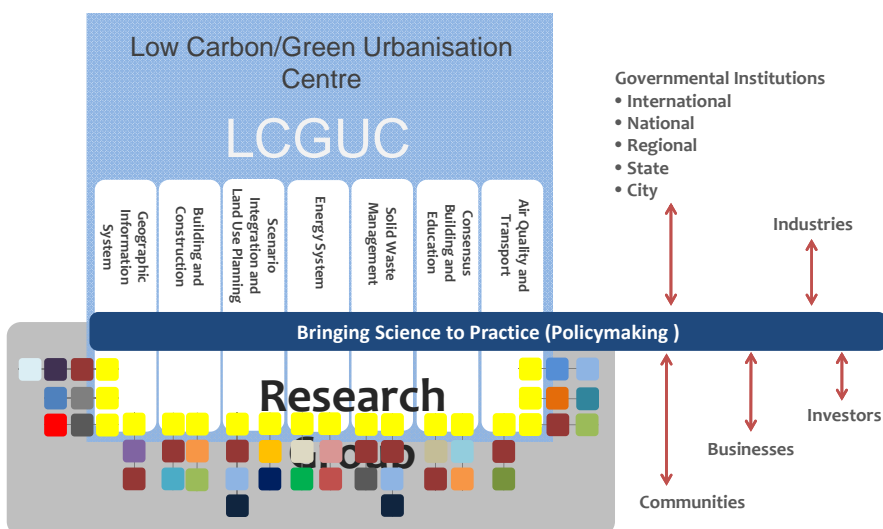 Low Carbon/Green Urbanisation
Centre
LCGUC
Geographic
Information
System
Building and
Construction
Scenario
Integration and
Land Use Planning
Energy System
Solid Waste
Management
Consensus
Building and
Education
Air Quality and
Transport
Governmental Institutions
• International
• National
• Regional
• State
• City
Industries
Bringing Science to Practice (Policymaking )
Research
Group
Investors
Businesses
Communities